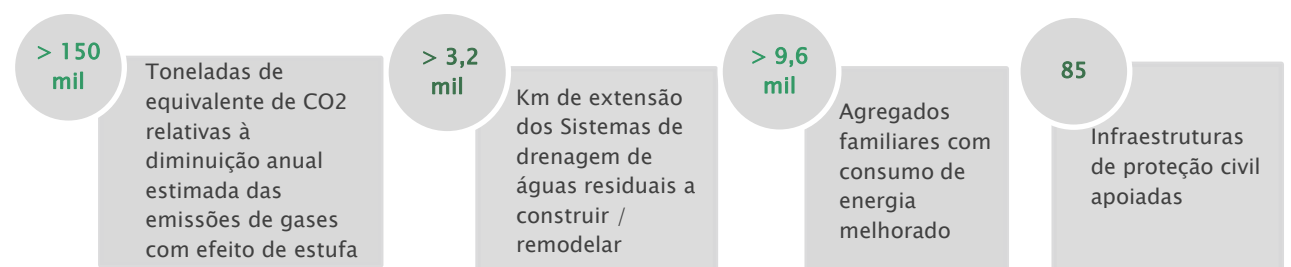 > 150
mil
Toneladas de
equivalente de CO2
relativas à
diminuição anual
estimada das
emissões de gases
com efeito de estufa
> 3,2
mil
Km de extensão
dos Sistemas de
drenagem de
águas residuais a
construir /
remodelar
> 9,6
mil
Agregados
familiares com
consumo de
energia
melhorado
85
Infraestruturas
de proteção civil
apoiadas